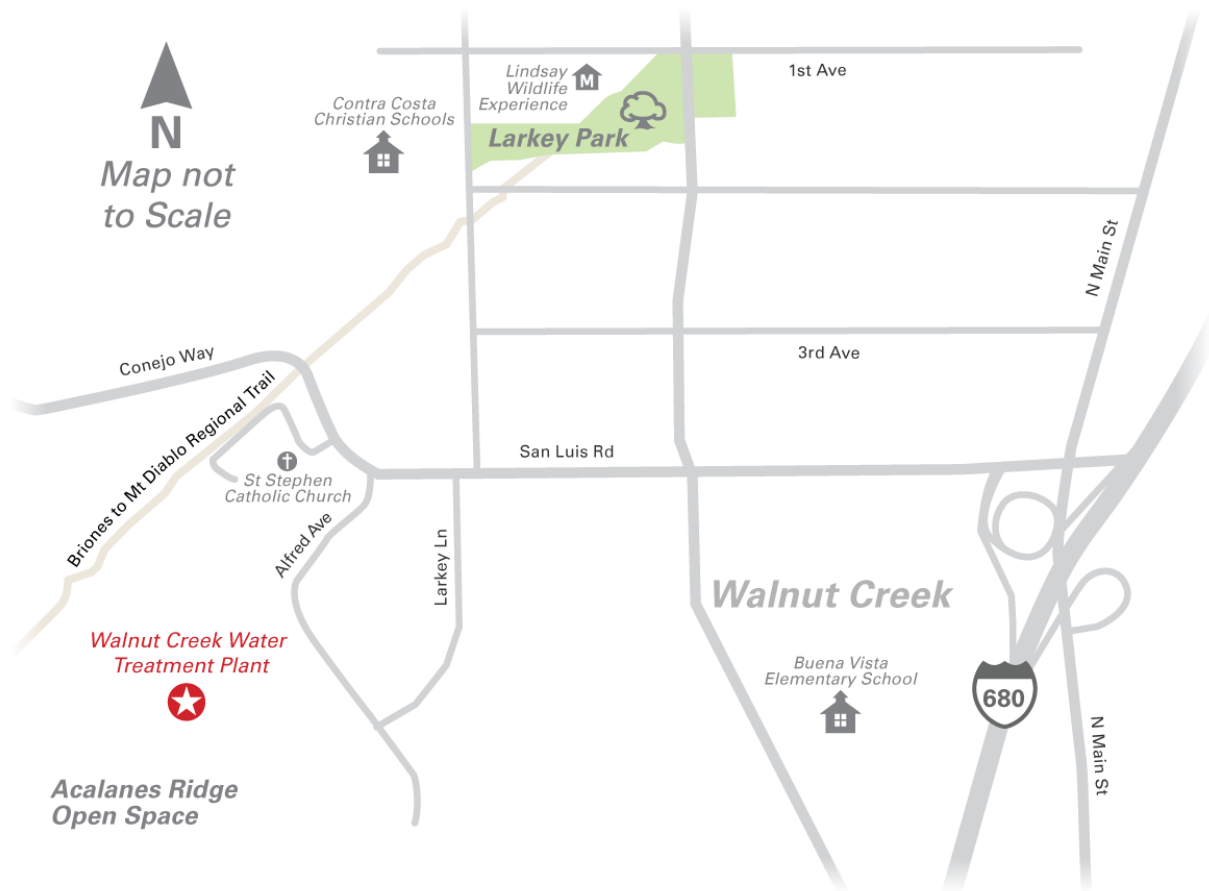 1st Ave
Lindsay
Wildlife
Experience
M
Contra Costa
Christian Schools
Larkey Park
N
Map not
to Scale
N Main St
3rd Ave
Conejo Way
Briones to Mt Diablo Regional Trail
San Luis Rd
St Stephen
Catholic Church
Alfred Ave
Larkey Ln
Walnut Creek
Walnut Creek Water
Treatment Plant
Buena Vista
Elementary School
680
N Main St
Acalanes Ridge
Open Space